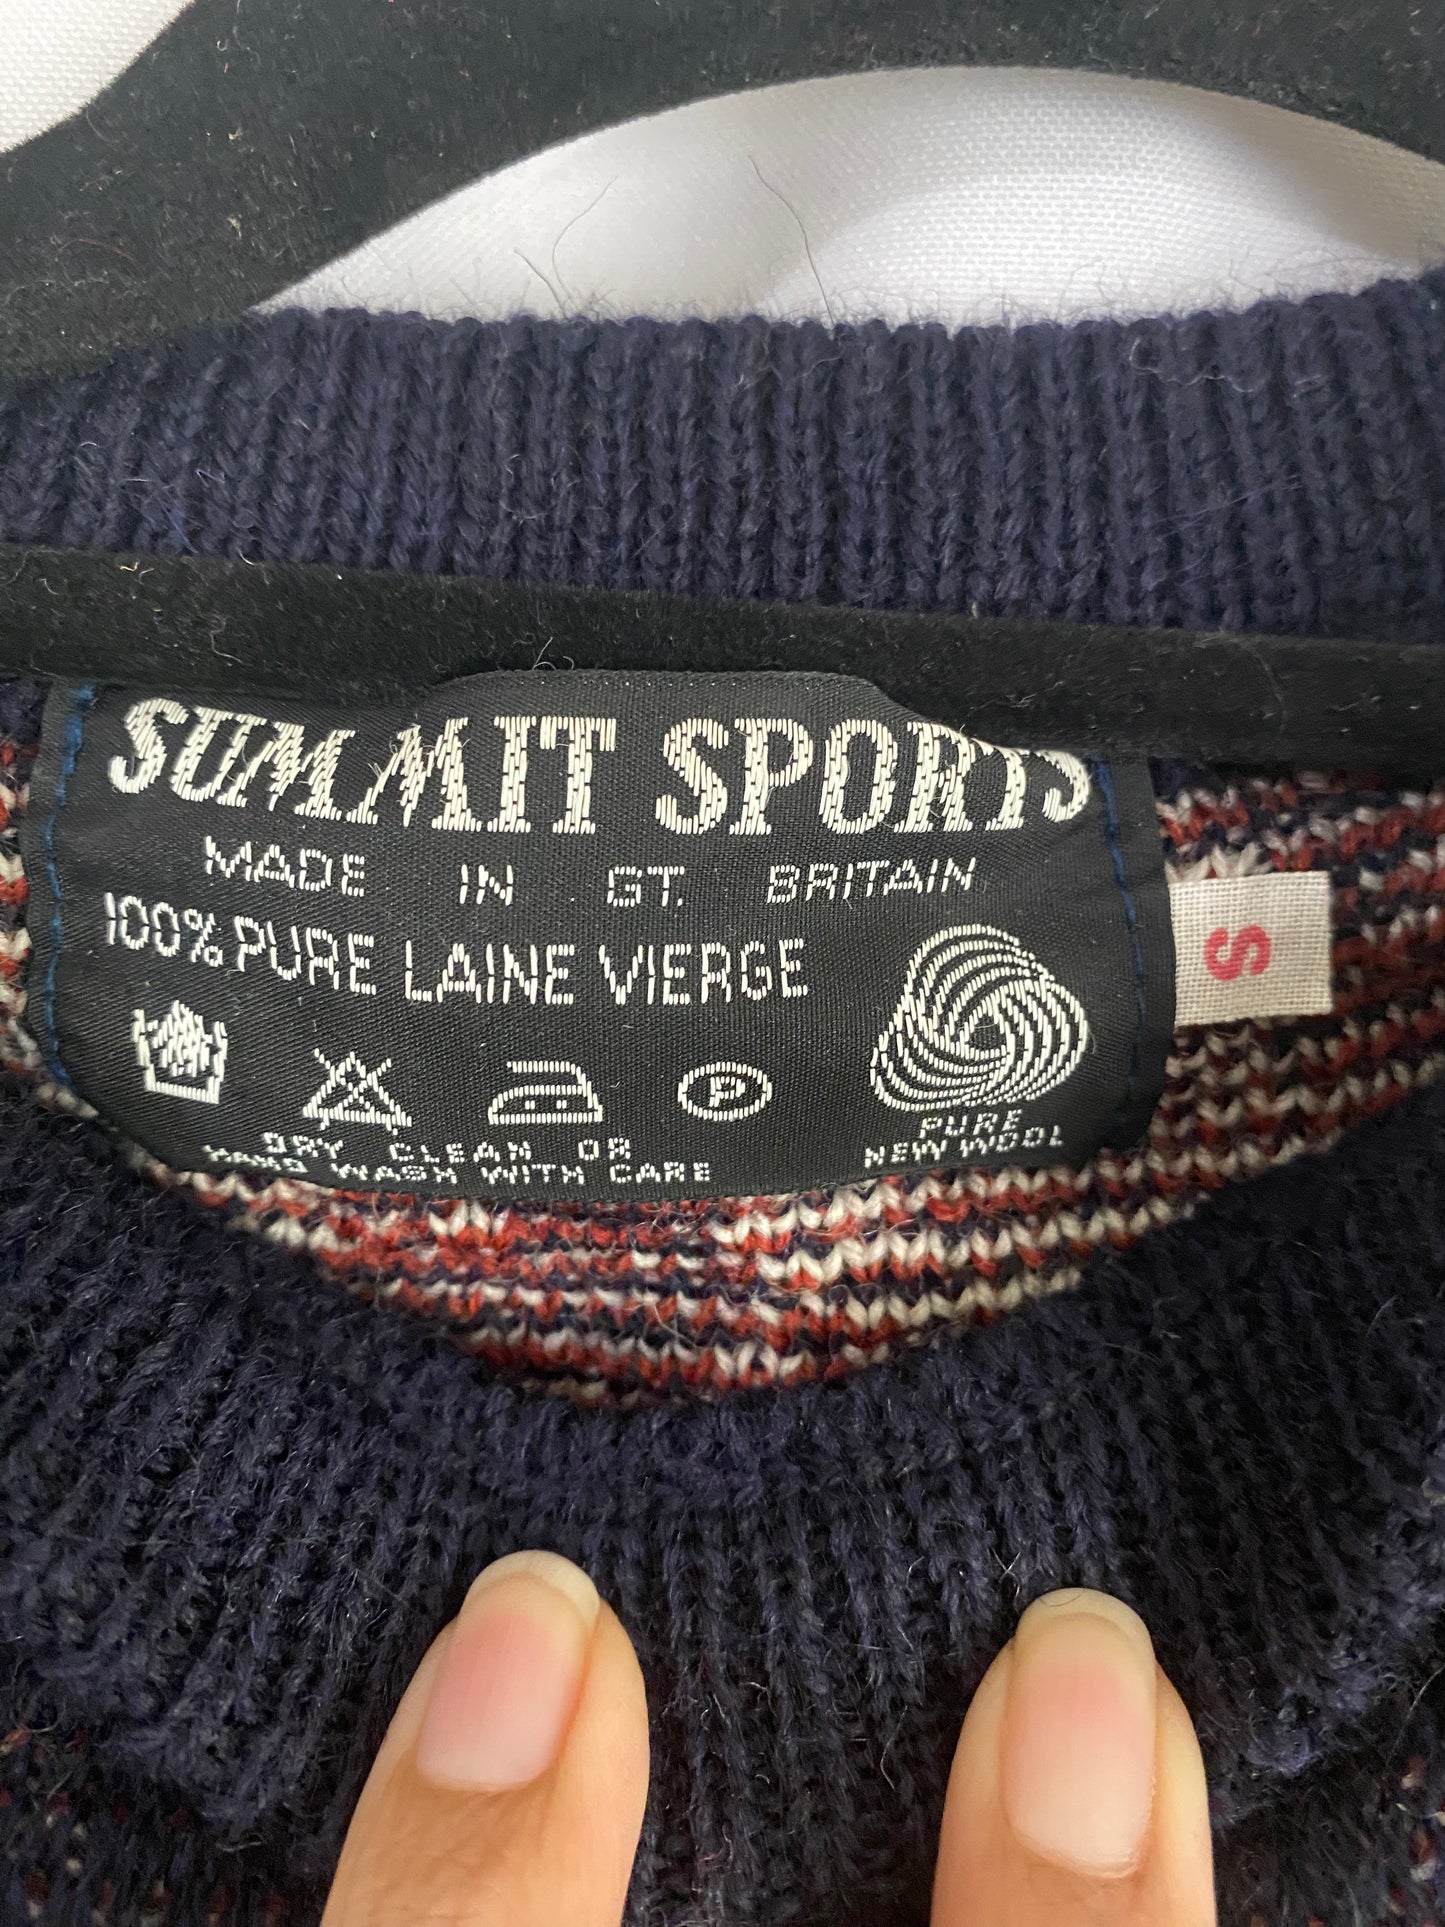 SUMMIT SPORTS
MADE IN GT. BRITAIN
100% PURE LAINE VIERGE
S
P
DRY CLEAN OR
HAND WASH WITH CARE
PURE
NEW WOOL